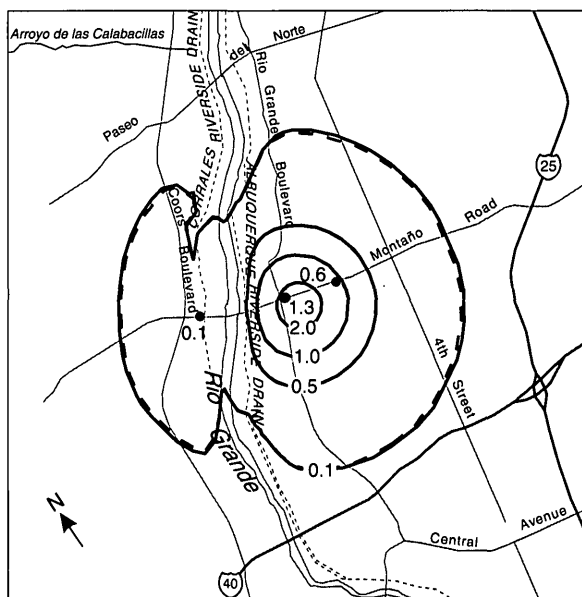 Arroyo de las Calabacillas
Paseo del Norte
CORRALES RIVERSIDE DRAIN
Rio Grande Boulevard
ALBUQUERQUE RIVERSIDE DRAIN
25
Coors Boulevard
Montaño Road
0.6
1.3
2.0
0.1
1.0
0.5
4th Street
Rio Grande
0.1
N
Central Avenue
40